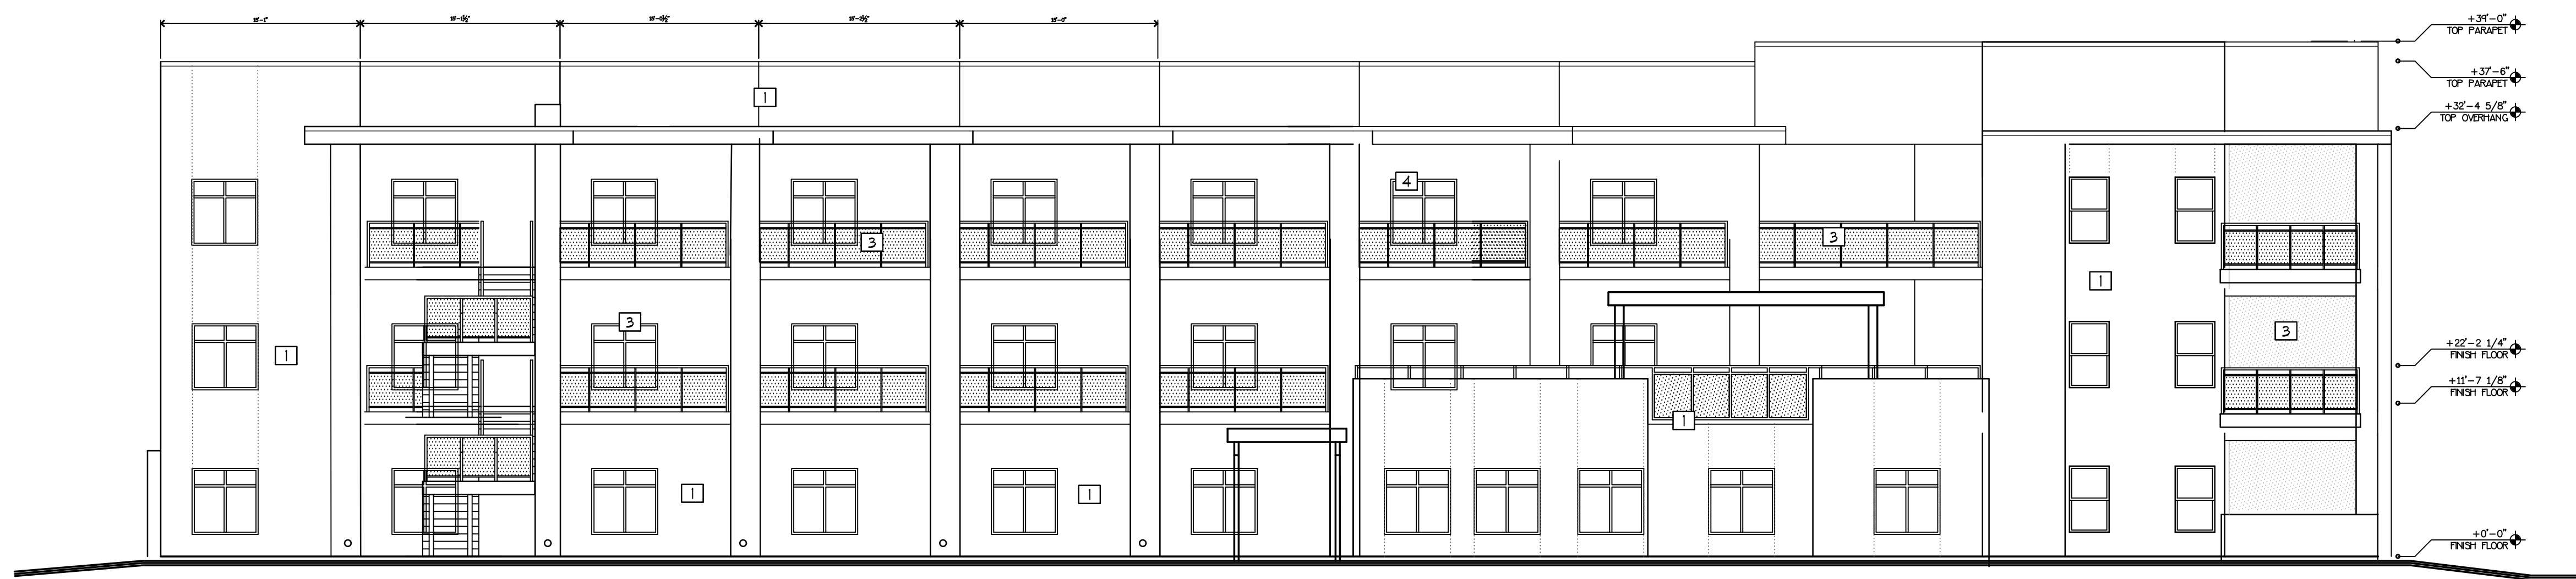 +39'-0"
TOP PARAPET
+37'-6"
TOP PARAPET
1
+32'-4 5/8"
TOP OVERHANG
4
3
3
1
3
3
1
+22'-2 1/4"
FINISH FLOOR
+11'-7 1/8"
FINISH FLOOR
1
1
1
+0'-0"
FINISH FLOOR